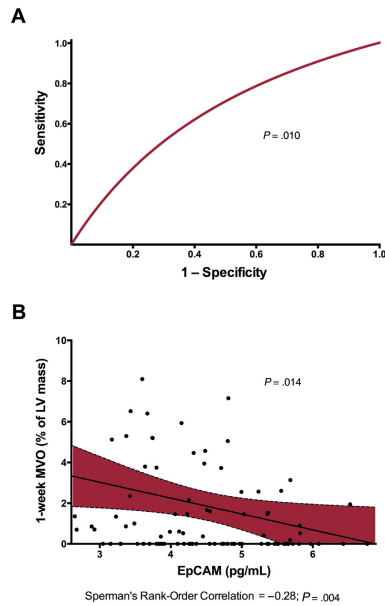 A
1.0
0.8
0.6
0.4
0.2
Sensitivity
P = .010
0.2 0.4 0.6 0.8 1.0
1 – Specificity
B
10
8
6
4
2
0
1-week MVO (% of LV mass)
P = .014
3 4 5 6
EpCAM (pg/mL)
Sperman's Rank-Order Correlation = −0.28; P = .004